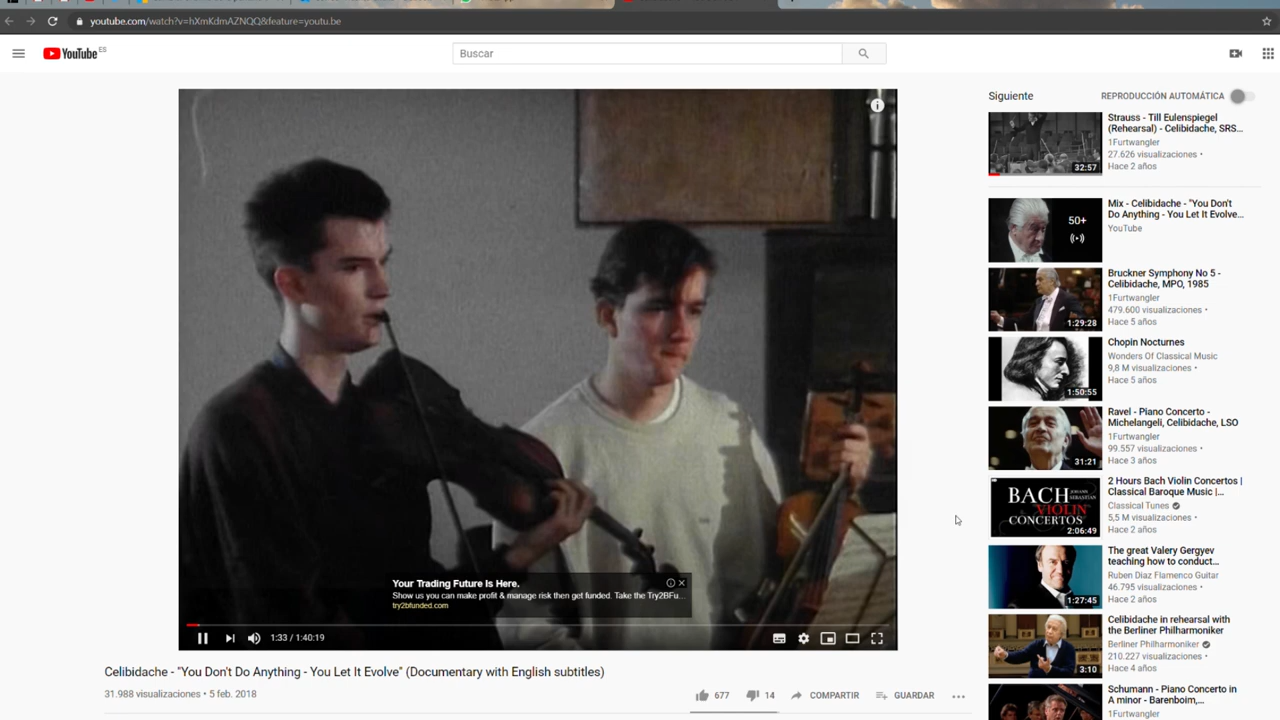 youtube.com/watch?v=hXmKdmAZNQQ&feature=youtu.be
YouTube ES
Buscar
Your Trading Future Is Here.
Show us you can make profit & manage risk then get funded. Take the Try2BFu...
try2bfunded.com
1:33 / 1:40:19
Celibidache - "You Don't Do Anything - You Let It Evolve" (Documentary with English subtitles)
31.988 visualizaciones • 5 feb. 2018
677
14
COMPARTIR
GUARDAR
Siguiente
REPRODUCCIÓN AUTOMÁTICA
32:57
Strauss - Till Eulenspiegel
(Rehearsal) - Celibidache, SRS...
1Furtwangler
27.626 visualizaciones •
Hace 2 años
50+
Mix - Celibidache - "You Don't
Do Anything - You Let It Evolve...
YouTube
1:29:28
Bruckner Symphony No 5 -
Celibidache, MPO, 1985
1Furtwangler
479.600 visualizaciones •
Hace 5 años
1:50:55
Chopin Nocturnes
Wonders Of Classical Music
9,8 M visualizaciones •
Hace 5 años
31:21
Ravel - Piano Concerto -
Michelangeli, Celibidache, LSO
1Furtwangler
99.557 visualizaciones •
Hace 3 años
BACH JOHANN SEBASTIAN
VIOLIN
CONCERTOS
2:06:49
2 Hours Bach Violin Concertos |
Classical Baroque Music |...
Classical Tunes
5,5 M visualizaciones •
Hace 2 años
1:27:45
The great Valery Gergyev
teaching how to conduct...
Ruben Diaz Flamenco Guitar
46.795 visualizaciones •
Hace 2 años
3:10
Celibidache in rehearsal with
the Berliner Philharmoniker
Berliner Philharmoniker
210.227 visualizaciones •
Hace 4 años
Schumann - Piano Concerto in
A minor - Barenboim,...
1Furtwangler